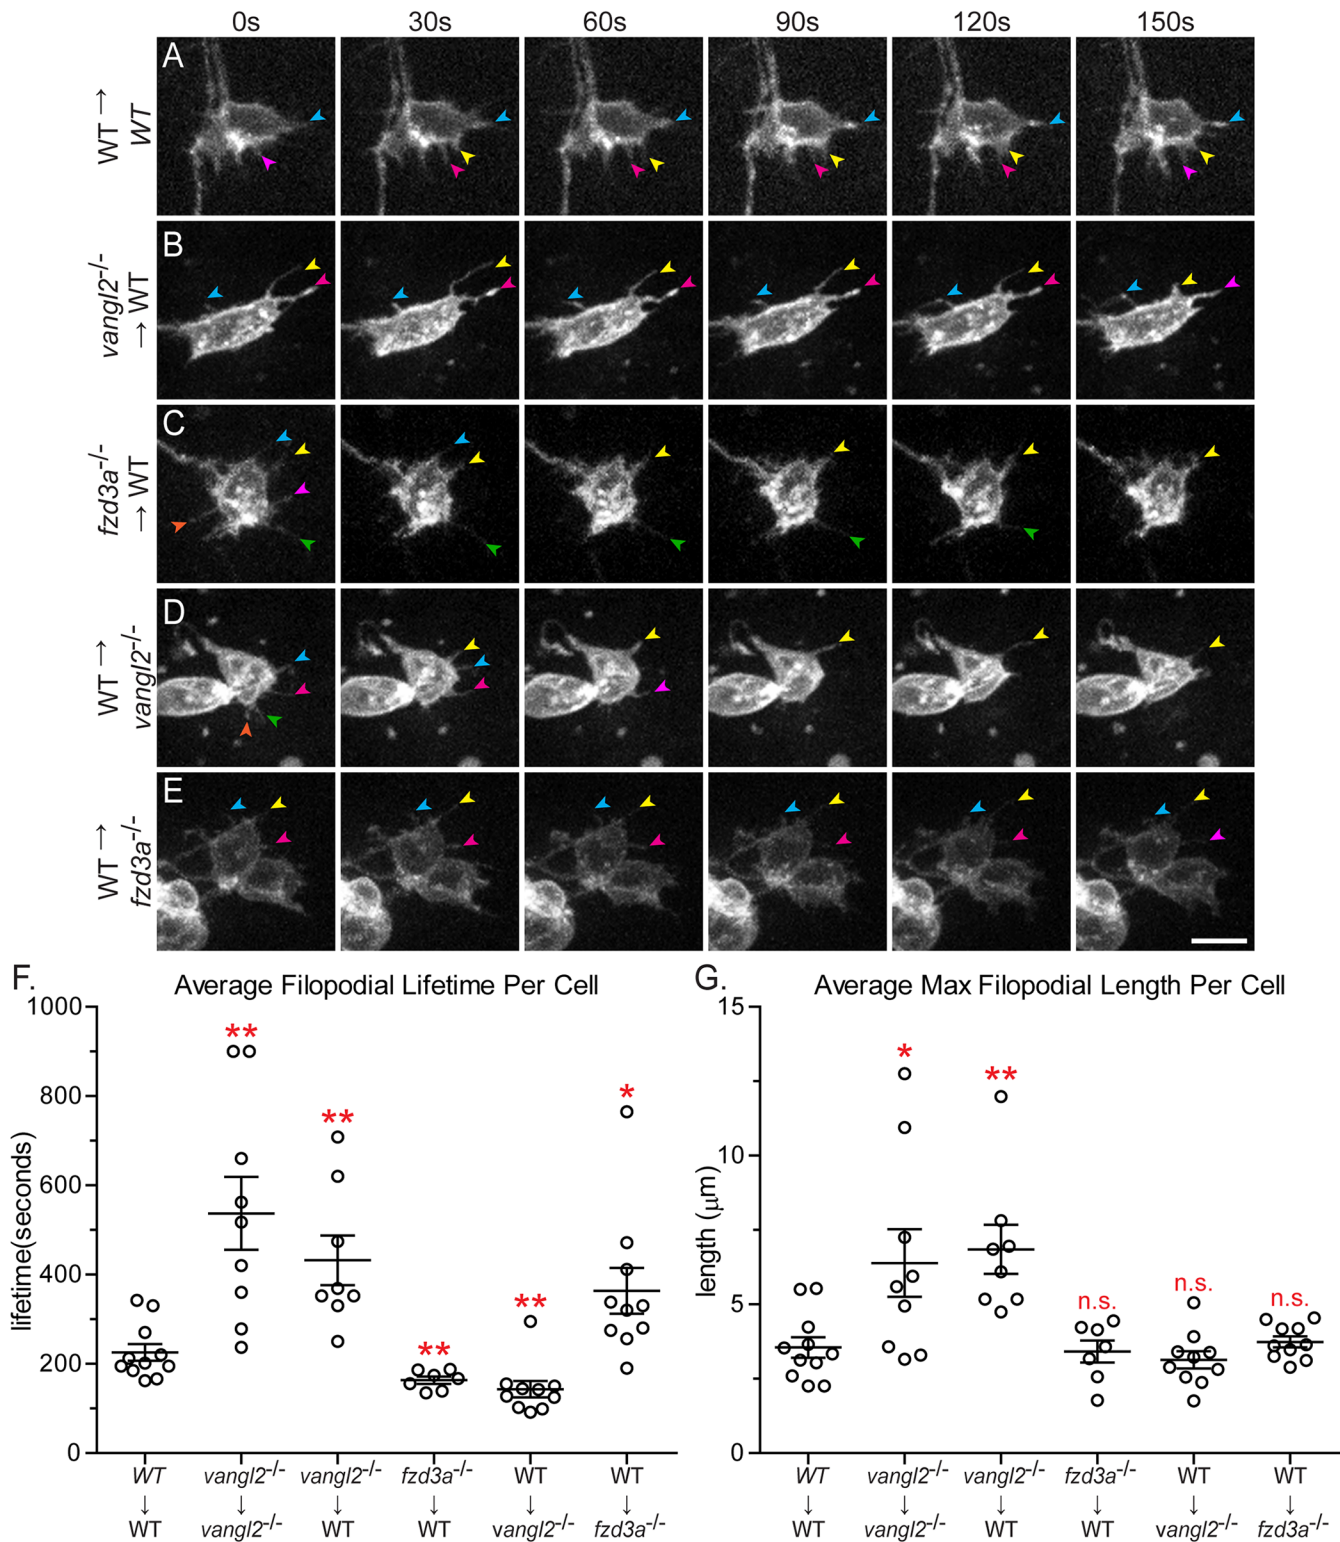 0s 30s 60s 90s 120s 150s
A
WT →
WT
B
vangl2-/-
→ WT
C
fzd3a-/-
→ WT
D
WT →
vangl2-/-
E
WT →
fzd3a-/-
F.
Average Filopodial Lifetime Per Cell
1000
800
600
400
200
0
lifetime(seconds)
** ** ** ** *
WT vangl2-/- vangl2-/- fzd3a-/- WT WT
↓ ↓ ↓ ↓ ↓ ↓
WT vangl2-/- WT WT vangl2-/- fzd3a-/-
G.
Average Max Filopodial Length Per Cell
15
10
5
0
length (μm)
* ** n.s. n.s. n.s.
WT vangl2-/- vangl2-/- fzd3a-/- WT WT
↓ ↓ ↓ ↓ ↓ ↓
WT vangl2-/- WT WT vangl2-/- fzd3a-/-